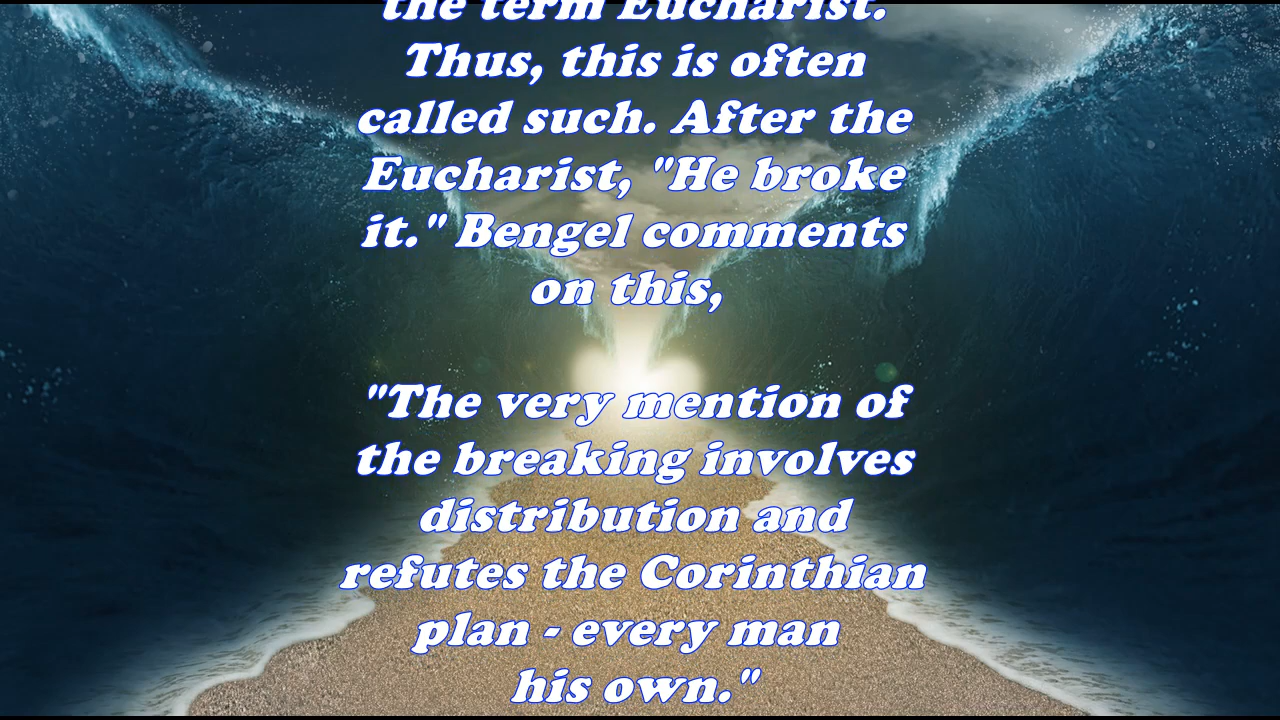 the term Eucharist.
Thus, this is often
called such. After the
Eucharist, "He broke
it." Bengel comments
on this,
"The very mention of
the breaking involves
distribution and
refutes the Corinthian
plan - every man
his own."